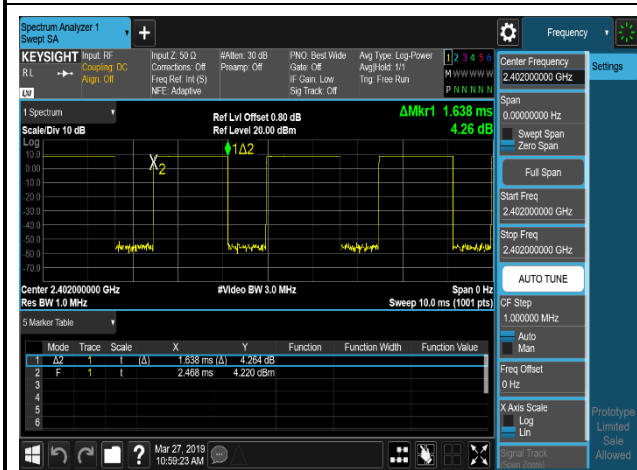 Spectrum Analyzer 1
Swept SA
+
Frequency
KEYSIGHT
RL
LXI
Input: RF
Coupling: DC
Align: Off
Input Z: 50 Ω
Corrections: Off
Freq Ref: Int (S)
NFE: Adaptive
#Atten: 30 dB
Preamp: Off
PNO: Best Wide
Gate: Off
IF Gain: Low
Sig Track: Off
Avg Type: Log-Power
Avg|Hold: 1/1
Trig: Free Run
1 2 3 4 5 6
M W W W W W
P N N N N N
1 Spectrum
Scale/Div 10 dB
Ref Lvl Offset 0.80 dB
Ref Level 20.00 dBm
ΔMkr1 1.638 ms
4.26 dB
Log
10.0
0.00
-10.0
-20.0
-30.0
-40.0
-50.0
-60.0
-70.0
X2
1Δ2
Center 2.402000000 GHz
Res BW 1.0 MHz
#Video BW 3.0 MHz
Span 0 Hz
Sweep 10.0 ms (1001 pts)
5 Marker Table
Mode Trace Scale X Y Function Function Width Function Value
1 Δ2 1 t (Δ) 1.638 ms (Δ) 4.264 dB
2 F 1 t 2.468 ms 4.220 dBm
3
4
5
6
Mar 27, 2019
10:59:23 AM
Center Frequency
2.402000000 GHz
Span
0.00000000 Hz
Swept Span
Zero Span
Full Span
Start Freq
2.402000000 GHz
Stop Freq
2.402000000 GHz
AUTO TUNE
CF Step
1.000000 MHz
Auto
Man
Freq Offset
0 Hz
X Axis Scale
Log
Lin
Signal Track
(Span Zoom)
Settings
Prototype
Limited
Sale
Allowed